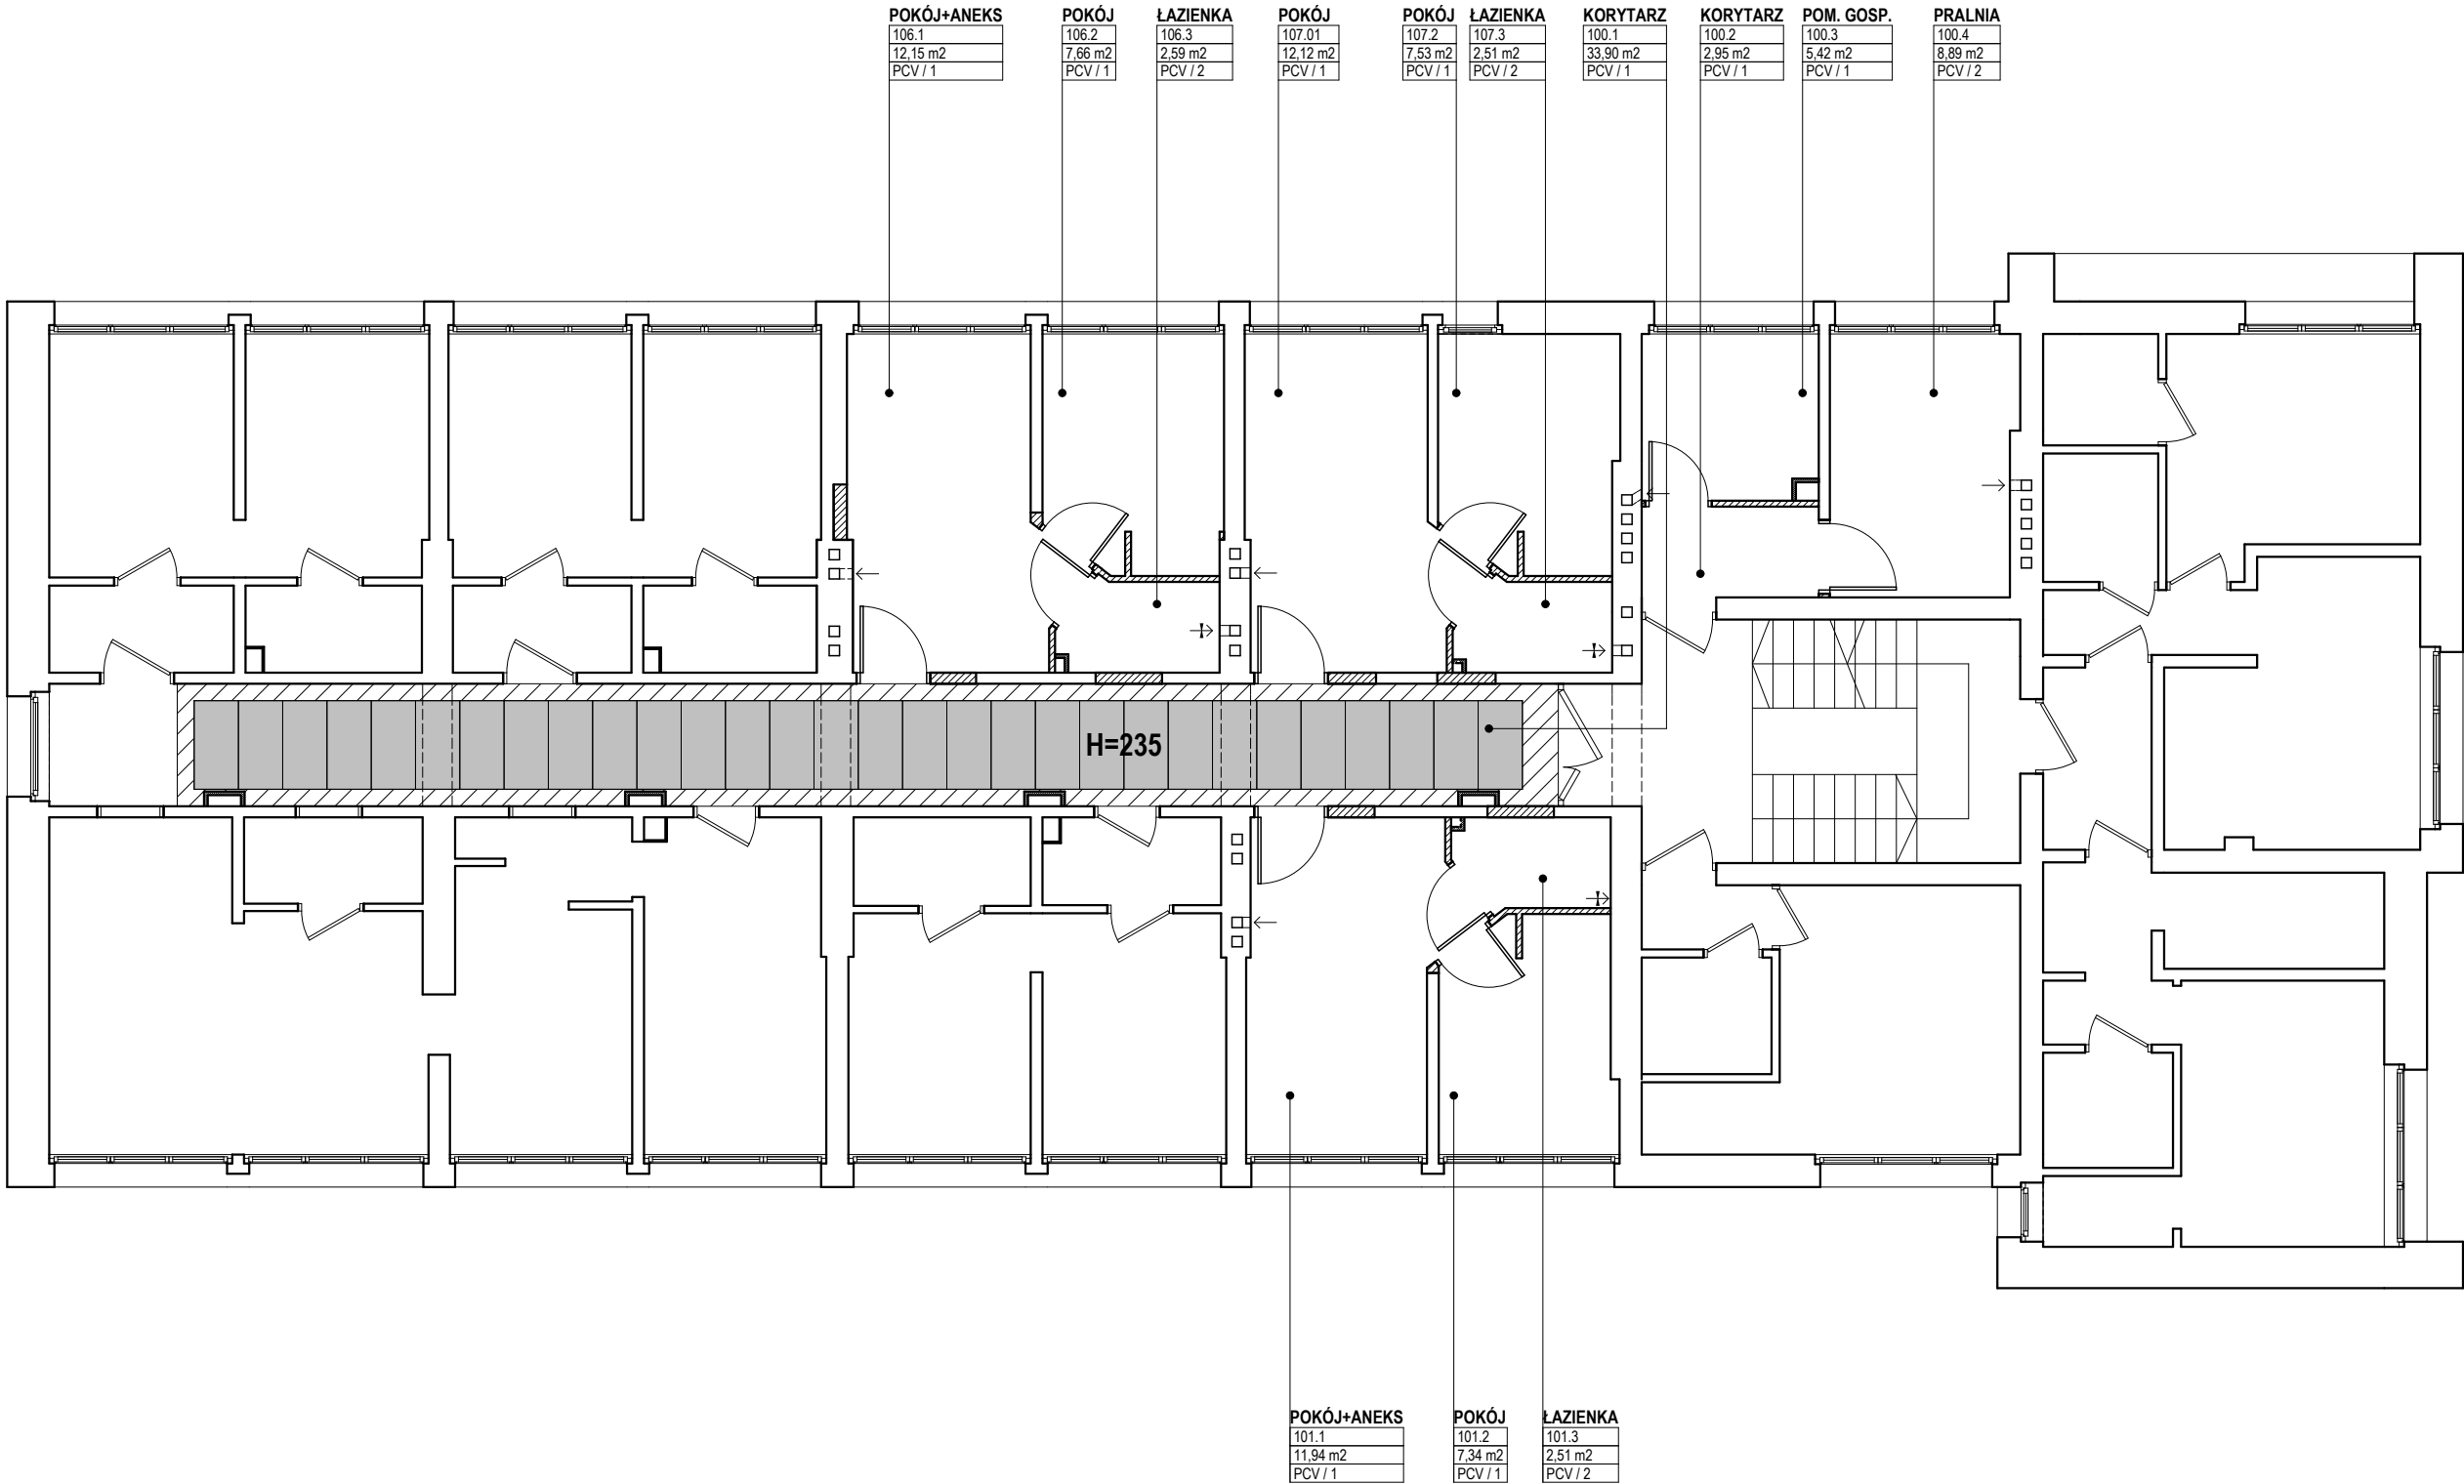 POKÓJ+ANEKS
106.1
12,15 m2
PCV / 1
POKÓJ
106.2
7,66 m2
PCV / 1
ŁAZIENKA
106.3
2,59 m2
PCV / 2
POKÓJ
107.01
12,12 m2
PCV / 1
POKÓJ
107.2
7,53 m2
PCV / 1
ŁAZIENKA
107.3
2,51 m2
PCV / 2
KORYTARZ
100.1
33,90 m2
PCV / 1
KORYTARZ
100.2
2,95 m2
PCV / 1
POM. GOSP.
100.3
5,42 m2
PCV / 1
PRALNIA
100.4
8,89 m2
PCV / 2
H=235
POKÓJ+ANEKS
101.1
11,94 m2
PCV / 1
POKÓJ
101.2
7,34 m2
PCV / 1
ŁAZIENKA
101.3
2,51 m2
PCV / 2